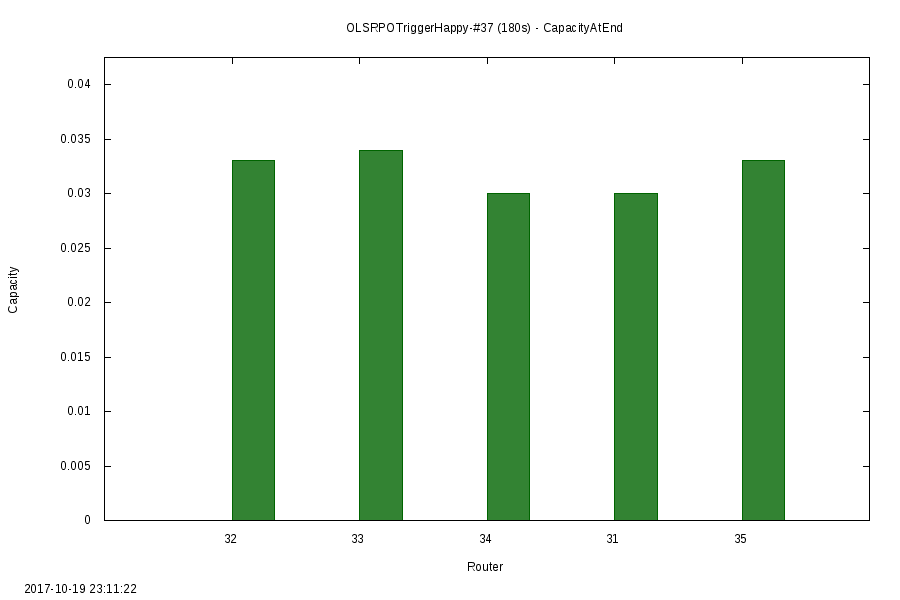 OLSRPOTriggerHappy-#37 (180s) - CapacityAtEnd
0.04
0.035
0.03
0.025
0.02
0.015
0.01
0.005
0
Capacity
32 33 34 31 35
Router
2017-10-19 23:11:22